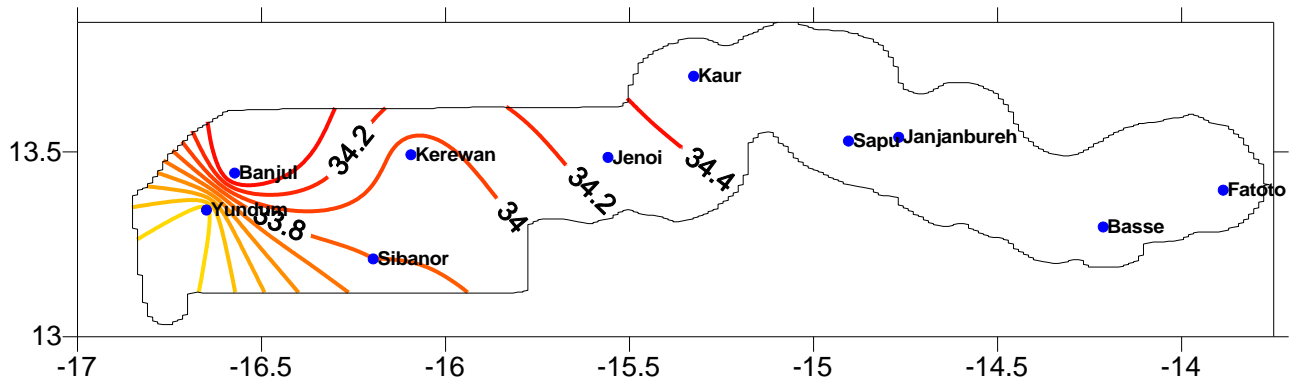 Kaur
34.2
13.5
Banjul
Kerewan
Jenoi
34.4
Sapu
Janjanbureh
34.2
Fatoto
Yundum
33.8
34
Basse
Sibanor
13
-17
-16.5
-16
-15.5
-15
-14.5
-14